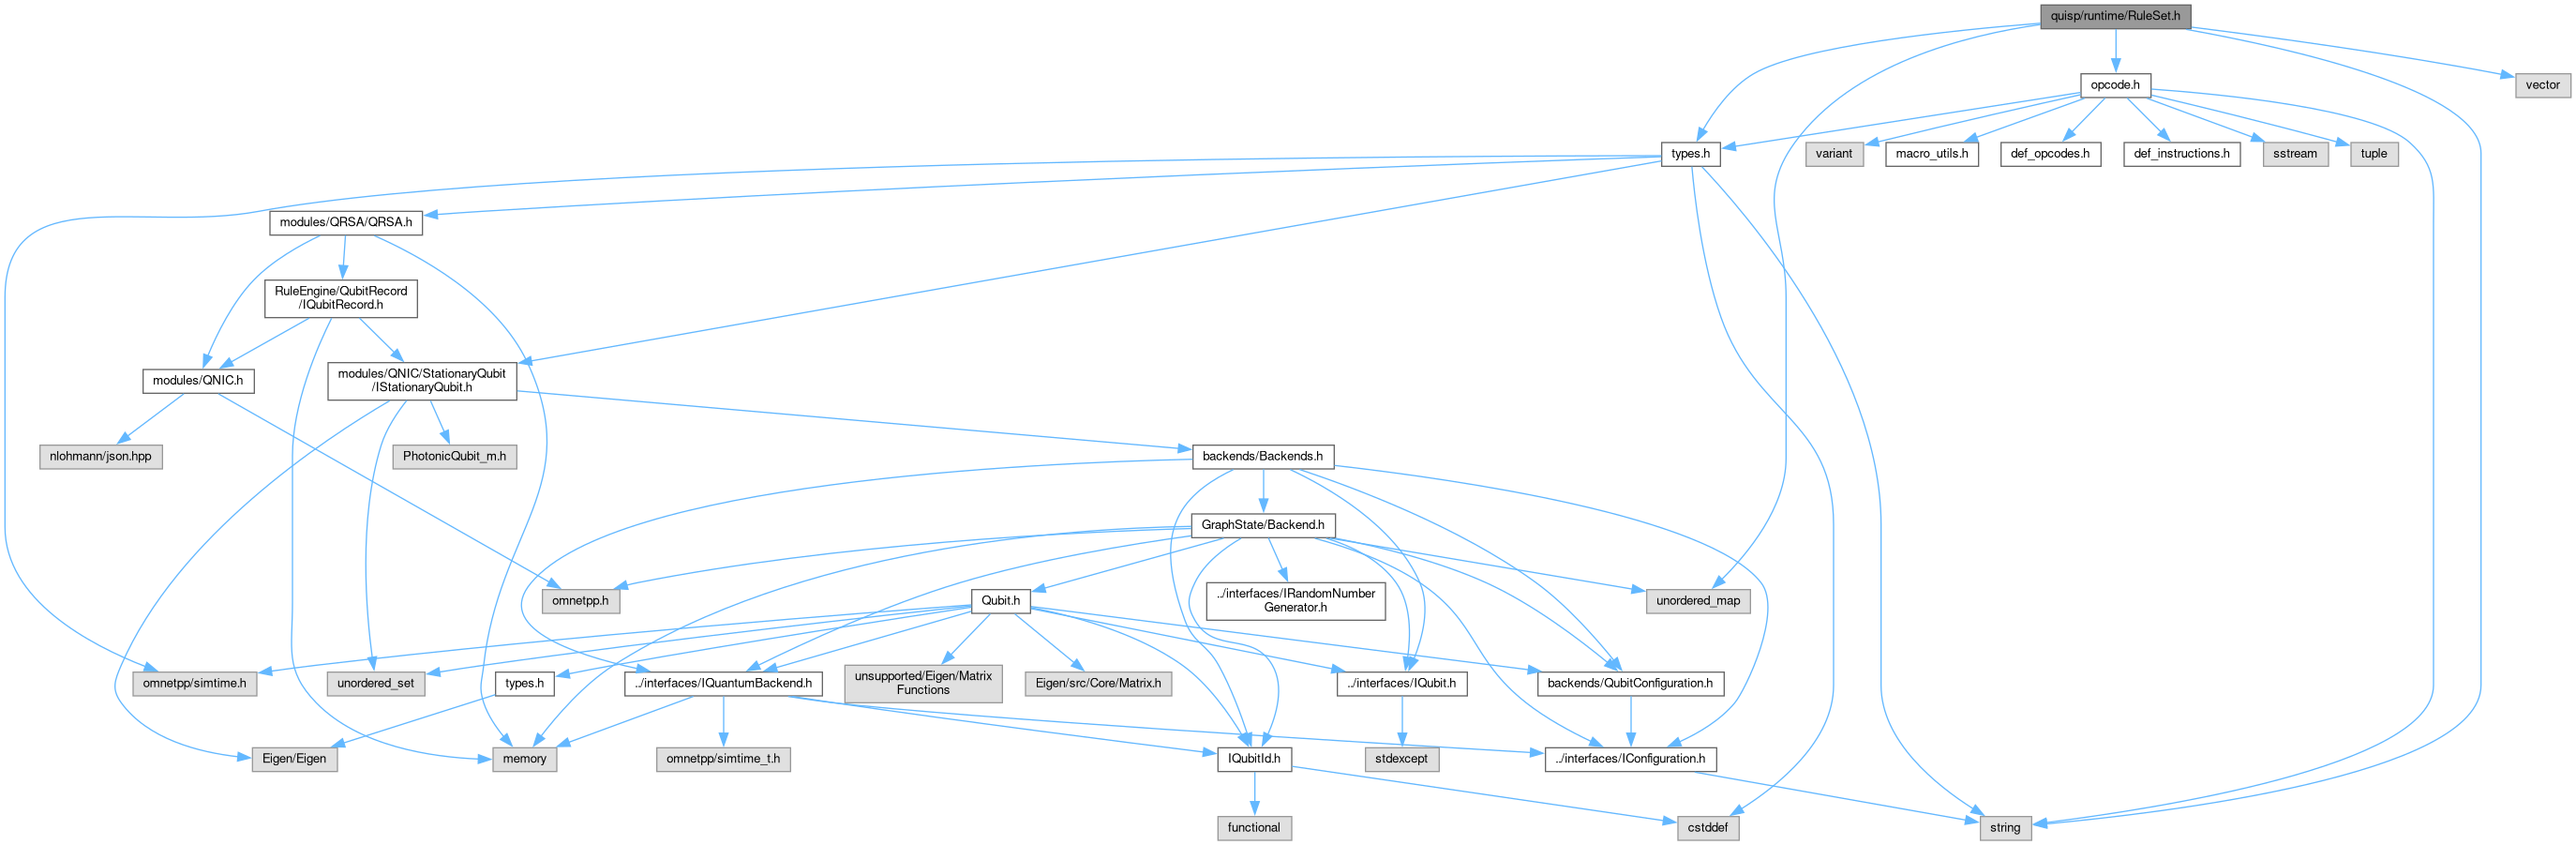 quisp/runtime/RuleSet.h
opcode.h
vector
types.h
variant
macro_utils.h
def_opcodes.h
def_instructions.h
sstream
tuple
modules/QRSA/QRSA.h
RuleEngine/QubitRecord
/IQubitRecord.h
modules/QNIC.h
modules/QNIC/StationaryQubit
/IStationaryQubit.h
nlohmann/json.hpp
PhotonicQubit_m.h
backends/Backends.h
GraphState/Backend.h
omnetpp.h
Qubit.h
../interfaces/IRandomNumber
Generator.h
unordered_map
omnetpp/simtime.h
unordered_set
types.h
../interfaces/IQuantumBackend.h
unsupported/Eigen/Matrix
Functions
Eigen/src/Core/Matrix.h
../interfaces/IQubit.h
backends/QubitConfiguration.h
Eigen/Eigen
memory
omnetpp/simtime_t.h
IQubitId.h
stdexcept
../interfaces/IConfiguration.h
functional
cstddef
string